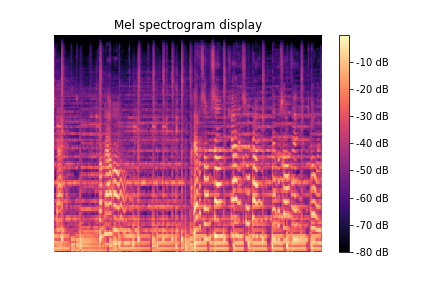 Mel spectrogram display
-10 dB
-20 dB
-30 dB
-40 dB
-50 dB
-60 dB
-70 dB
-80 dB